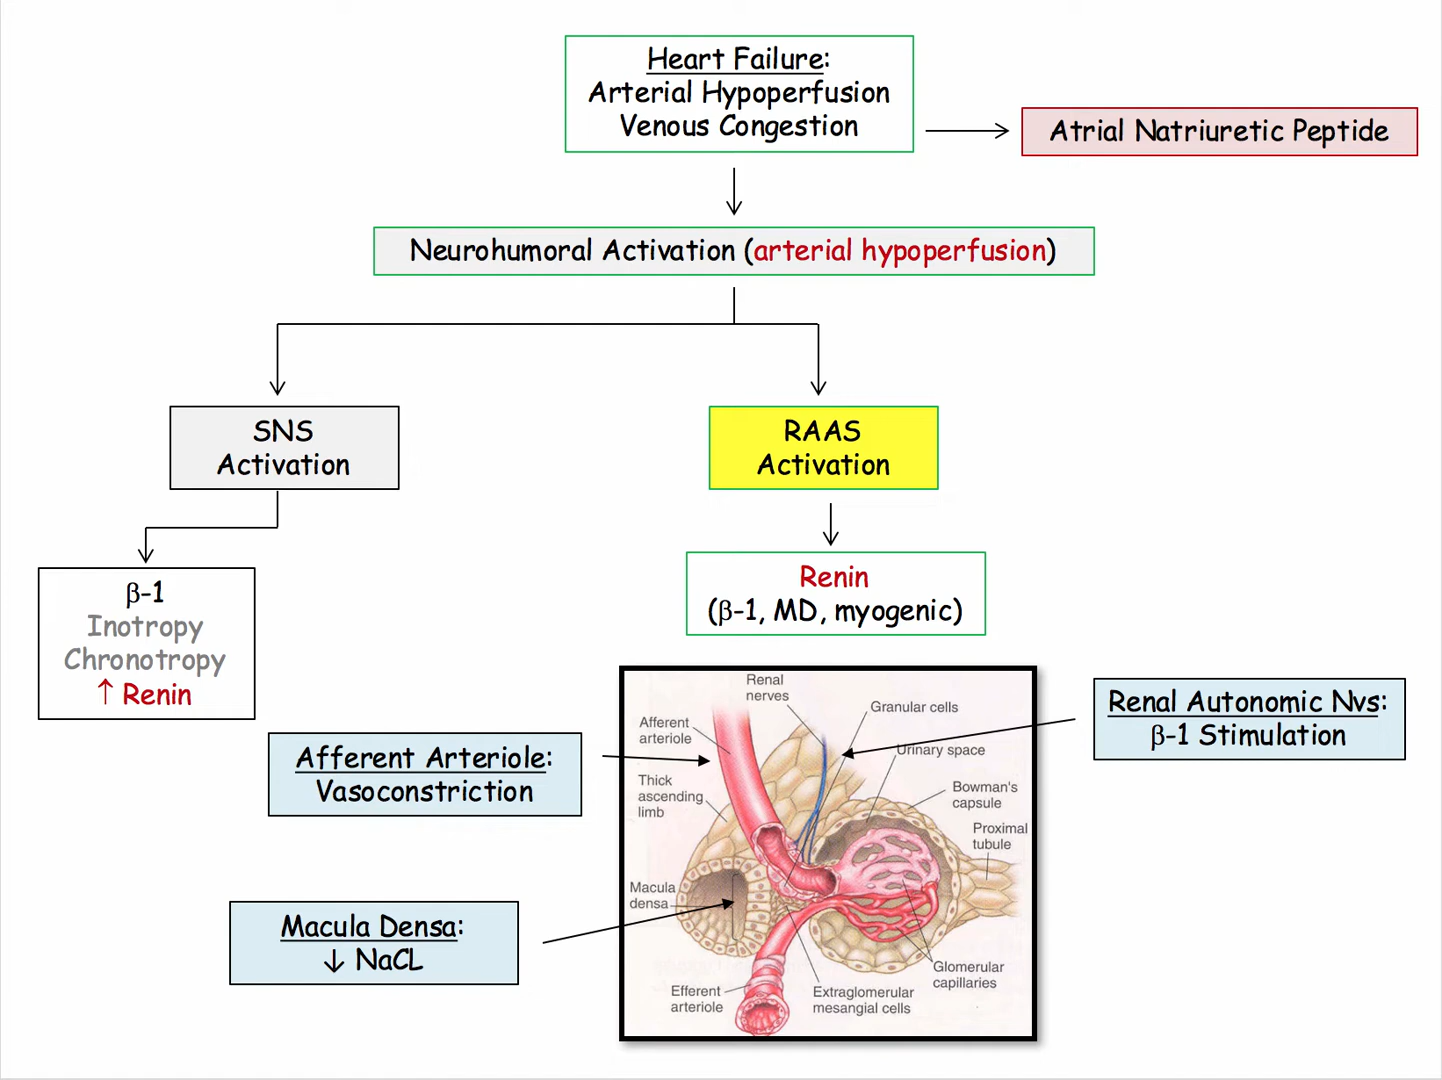 Heart Failure:
Arterial Hypoperfusion
Venous Congestion
Atrial Natriuretic Peptide
Neurohumoral Activation (arterial hypoperfusion)
SNS
Activation
RAAS
Activation
β-1
Inotropy
Chronotropy
↑ Renin
Renin
(β-1, MD, myogenic)
Afferent Arteriole:
Vasoconstriction
Macula Densa:
↓ NaCL
Renal Autonomic Nvs:
β-1 Stimulation
Renal
nerves
Granular cells
Afferent
arteriole
Urinary space
Thick
ascending
limb
Bowman's
capsule
Proximal
tubule
Macula
densa
Glomerular
capillaries
Efferent
arteriole
Extraglomerular
mesangial cells